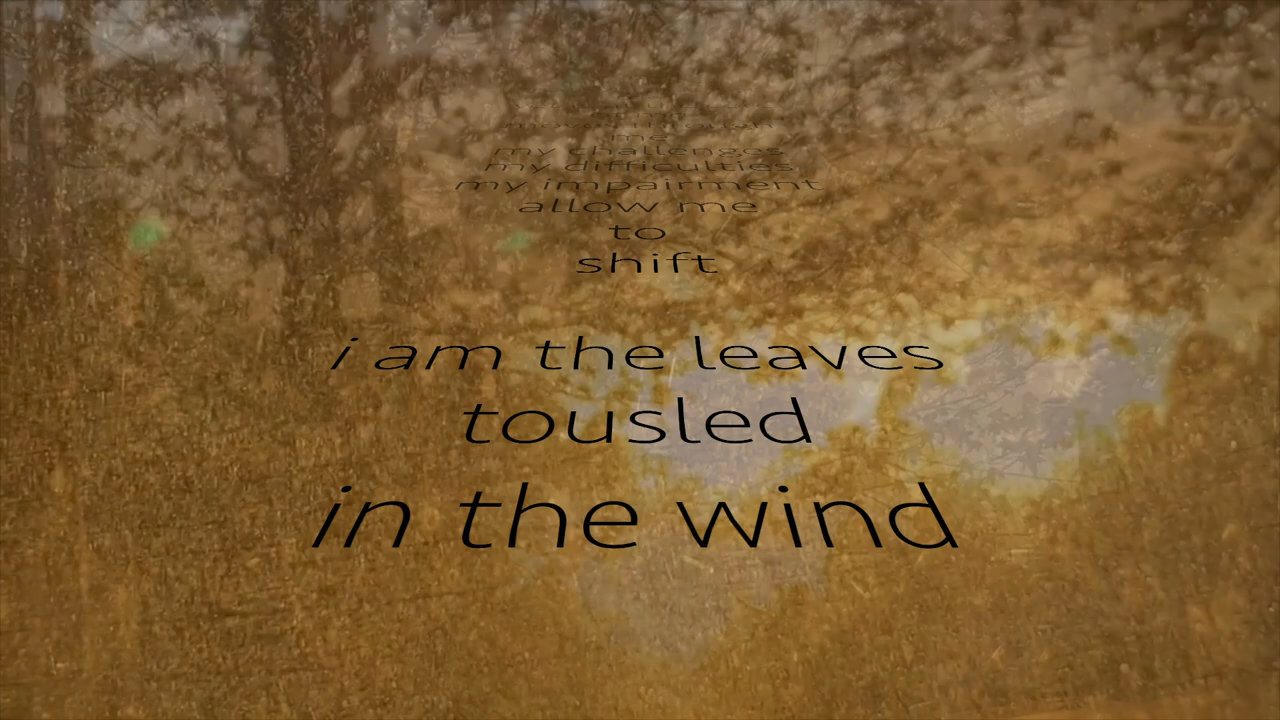 me
my challenges
my difficulties
my impairment
allow me
to
shift
i am the leaves
tousled
in the wind